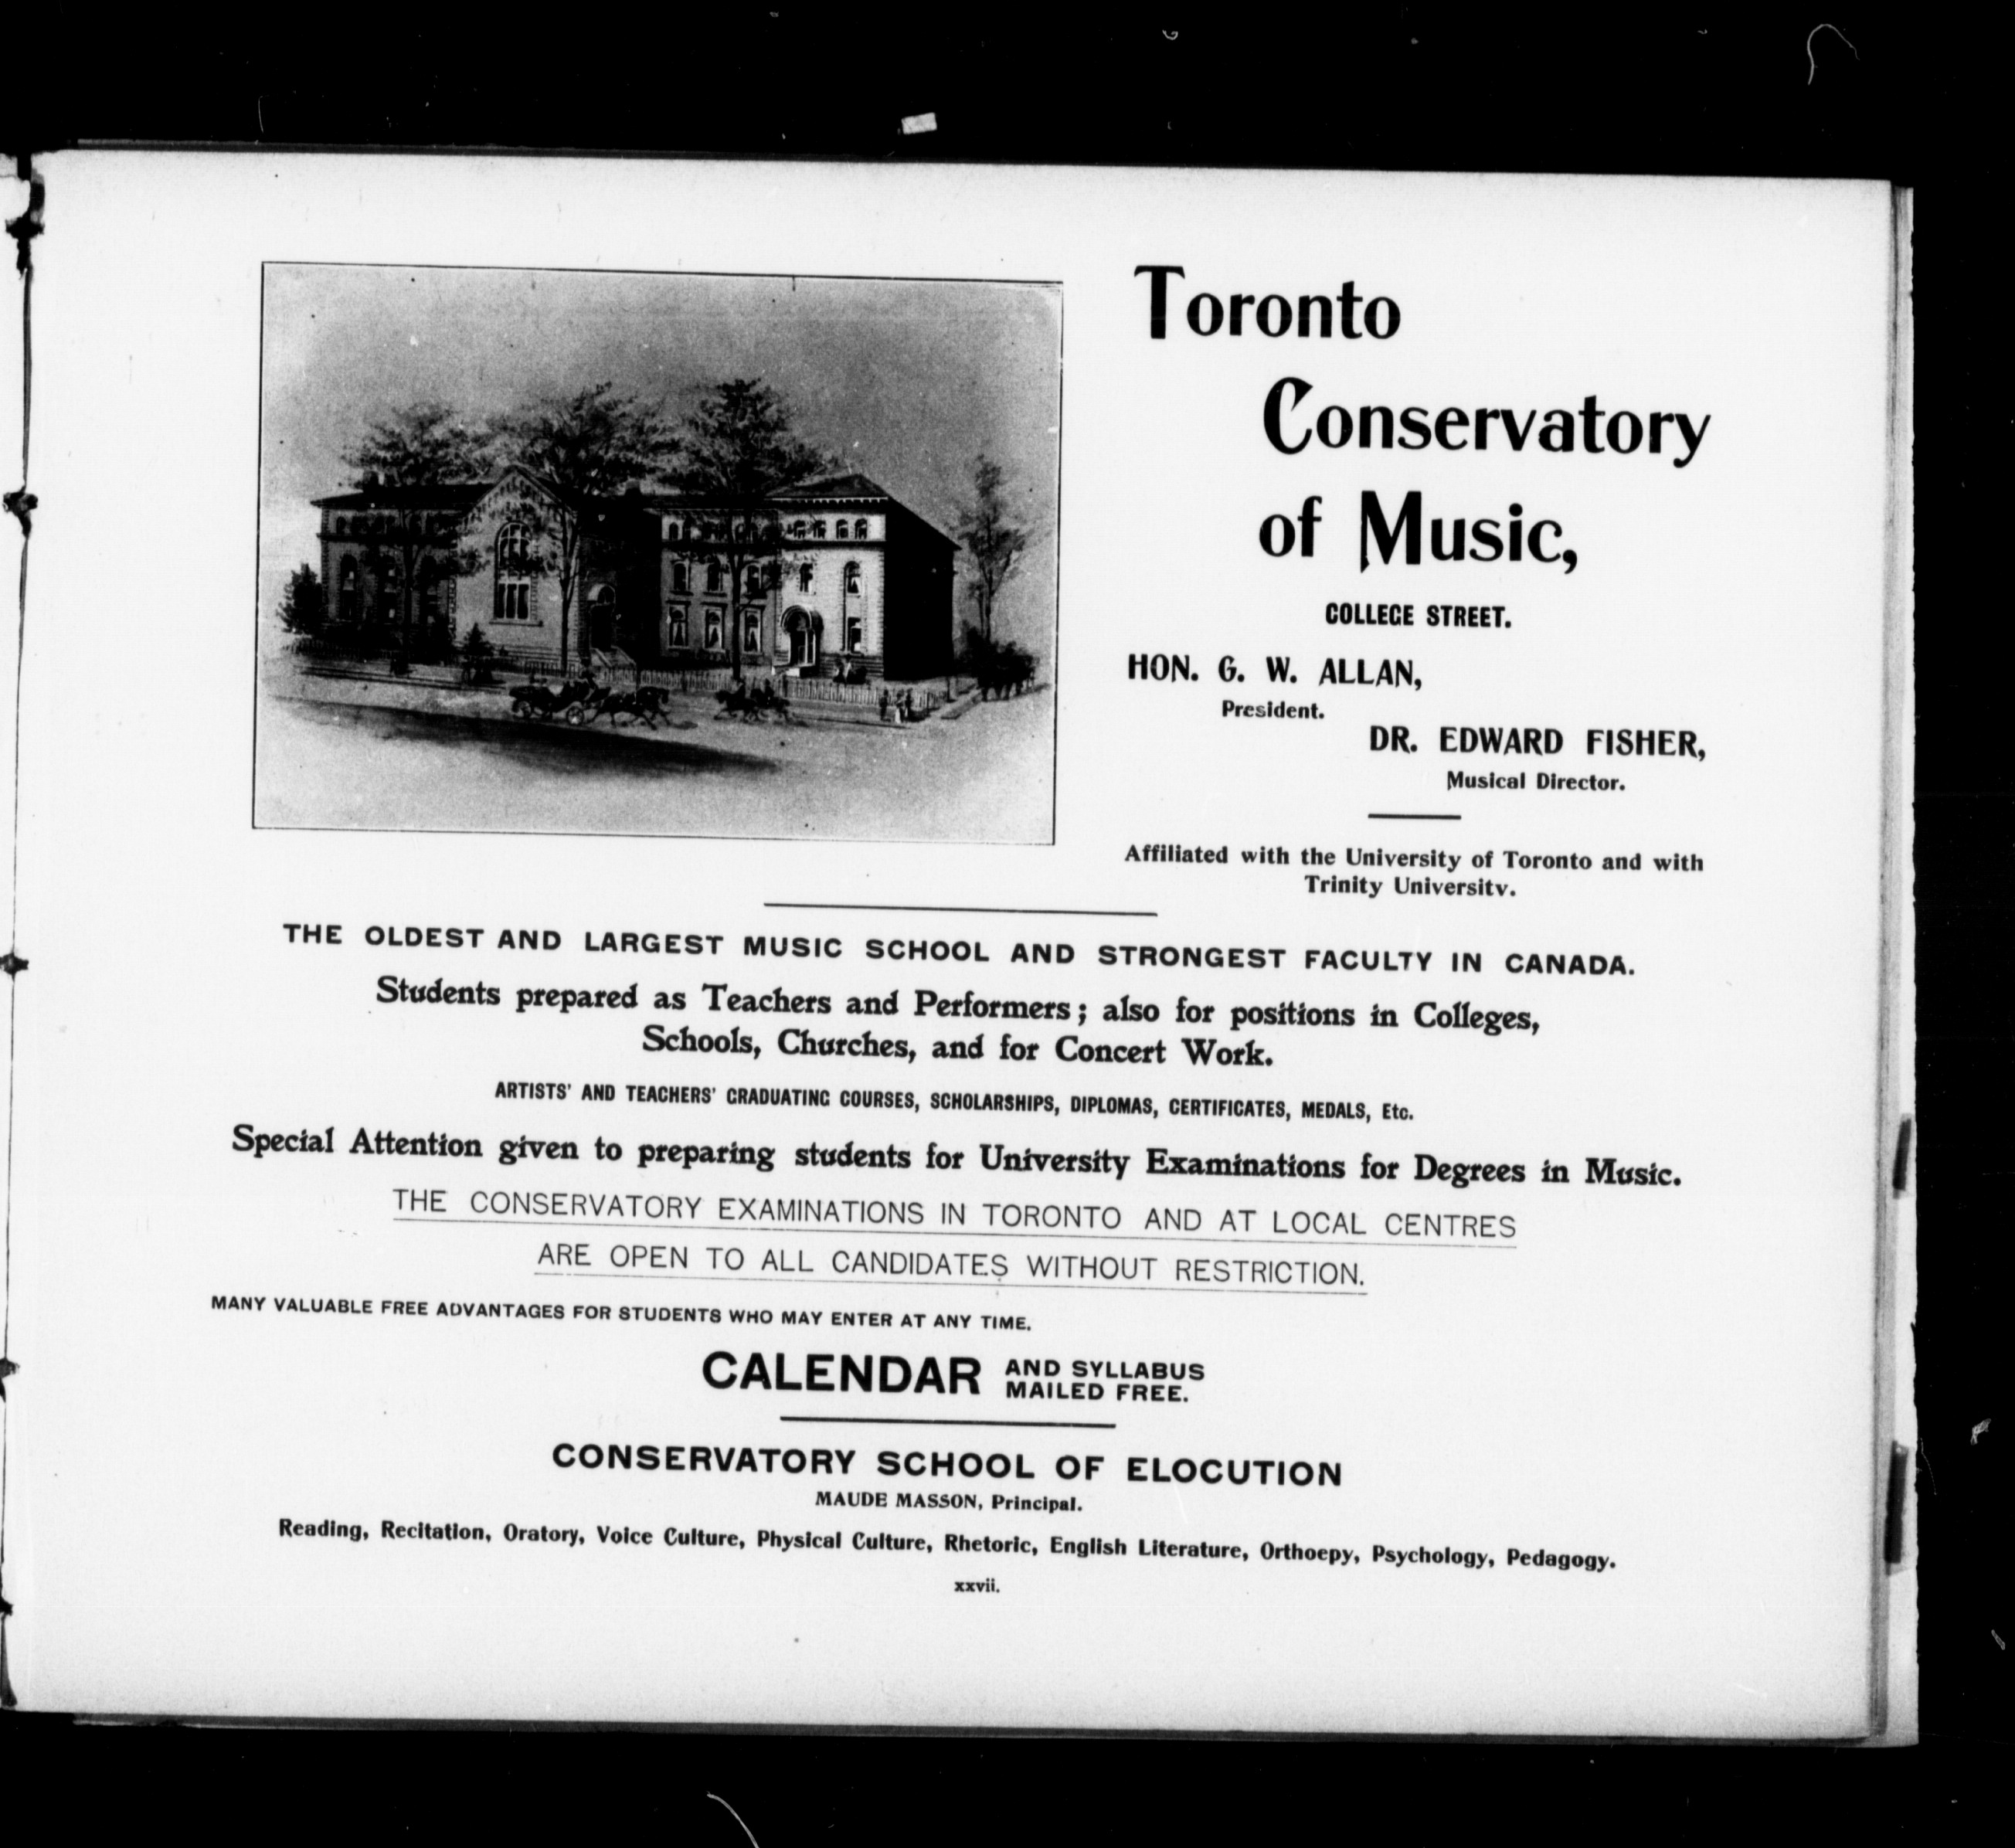 Toronto
Conservatory
of Music,
COLLEGE STREET.
HON. G. W. ALLAN,
President.
DR. EDWARD FISHER,
Musical Director.
Affiliated with the University of Toronto and with
Trinity University.
THE OLDEST AND LARGEST MUSIC SCHOOL AND STRONGEST FACULTY IN CANADA.
Students prepared as Teachers and Performers; also for positions in Colleges,
Schools, Churches, and for Concert Work.
ARTISTS' AND TEACHERS' GRADUATING COURSES, SCHOLARSHIPS, DIPLOMAS, CERTIFICATES, MEDALS, Etc.
Special Attention given to preparing students for University Examinations for Degrees in Music.
THE CONSERVATORY EXAMINATIONS IN TORONTO AND AT LOCAL CENTRES
ARE OPEN TO ALL CANDIDATES WITHOUT RESTRICTION.
MANY VALUABLE FREE ADVANTAGES FOR STUDENTS WHO MAY ENTER AT ANY TIME.
CALENDAR AND SYLLABUS
MAILED FREE.
CONSERVATORY SCHOOL OF ELOCUTION
MAUDE MASSON, Principal.
Reading, Recitation, Oratory, Voice Culture, Physical Culture, Rhetoric, English Literature, Orthoepy, Psychology, Pedagogy.
xxvii.